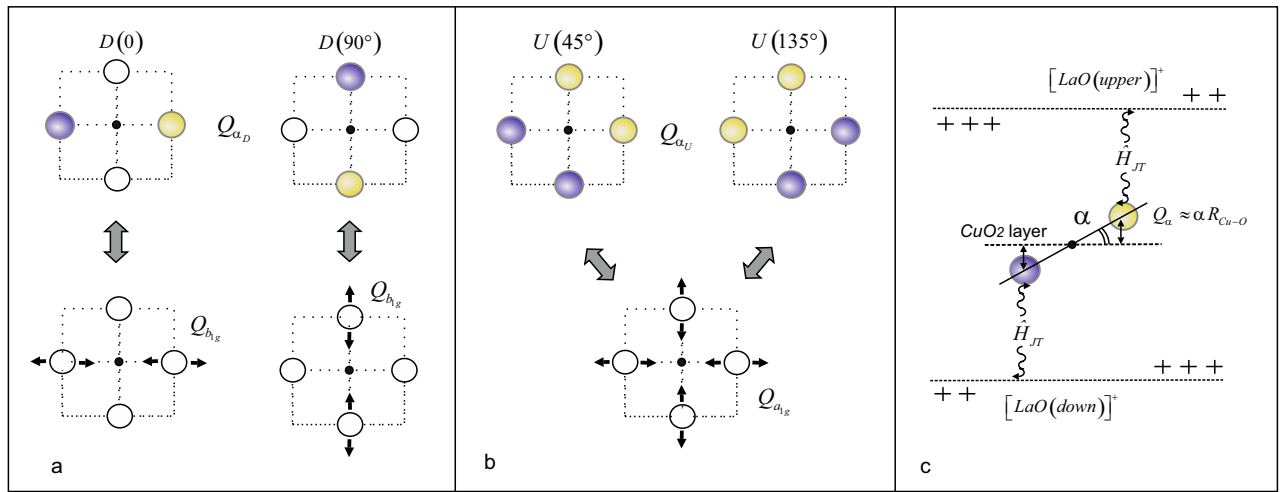 D(0)
D(90°)
Q_{α_D}
Q_{b_{1g}}
Q_{b_{1g}}
a
U(45°)
U(135°)
Q_{α_U}
Q_{a_{1g}}
b
[LaO(upper)]⁺
+ +
+ + +
Ĥ_{JT}
α
Q_α ≈ α R_{Cu−O}
CuO₂ layer
Ĥ_{JT}
+ + +
+ +
[LaO(down)]⁺
c